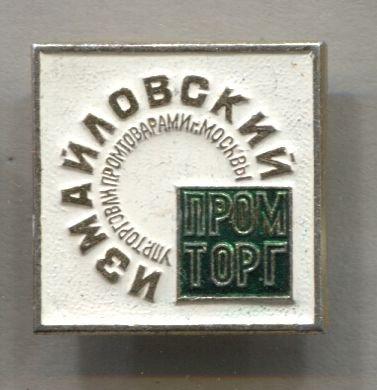 ИЗМАЙЛОВСКИЙ
УПР.ТОРГОВЛИ ПРОМТОВАРАМИ г.МОСКВЫ
ПРОМ
ТОРГ